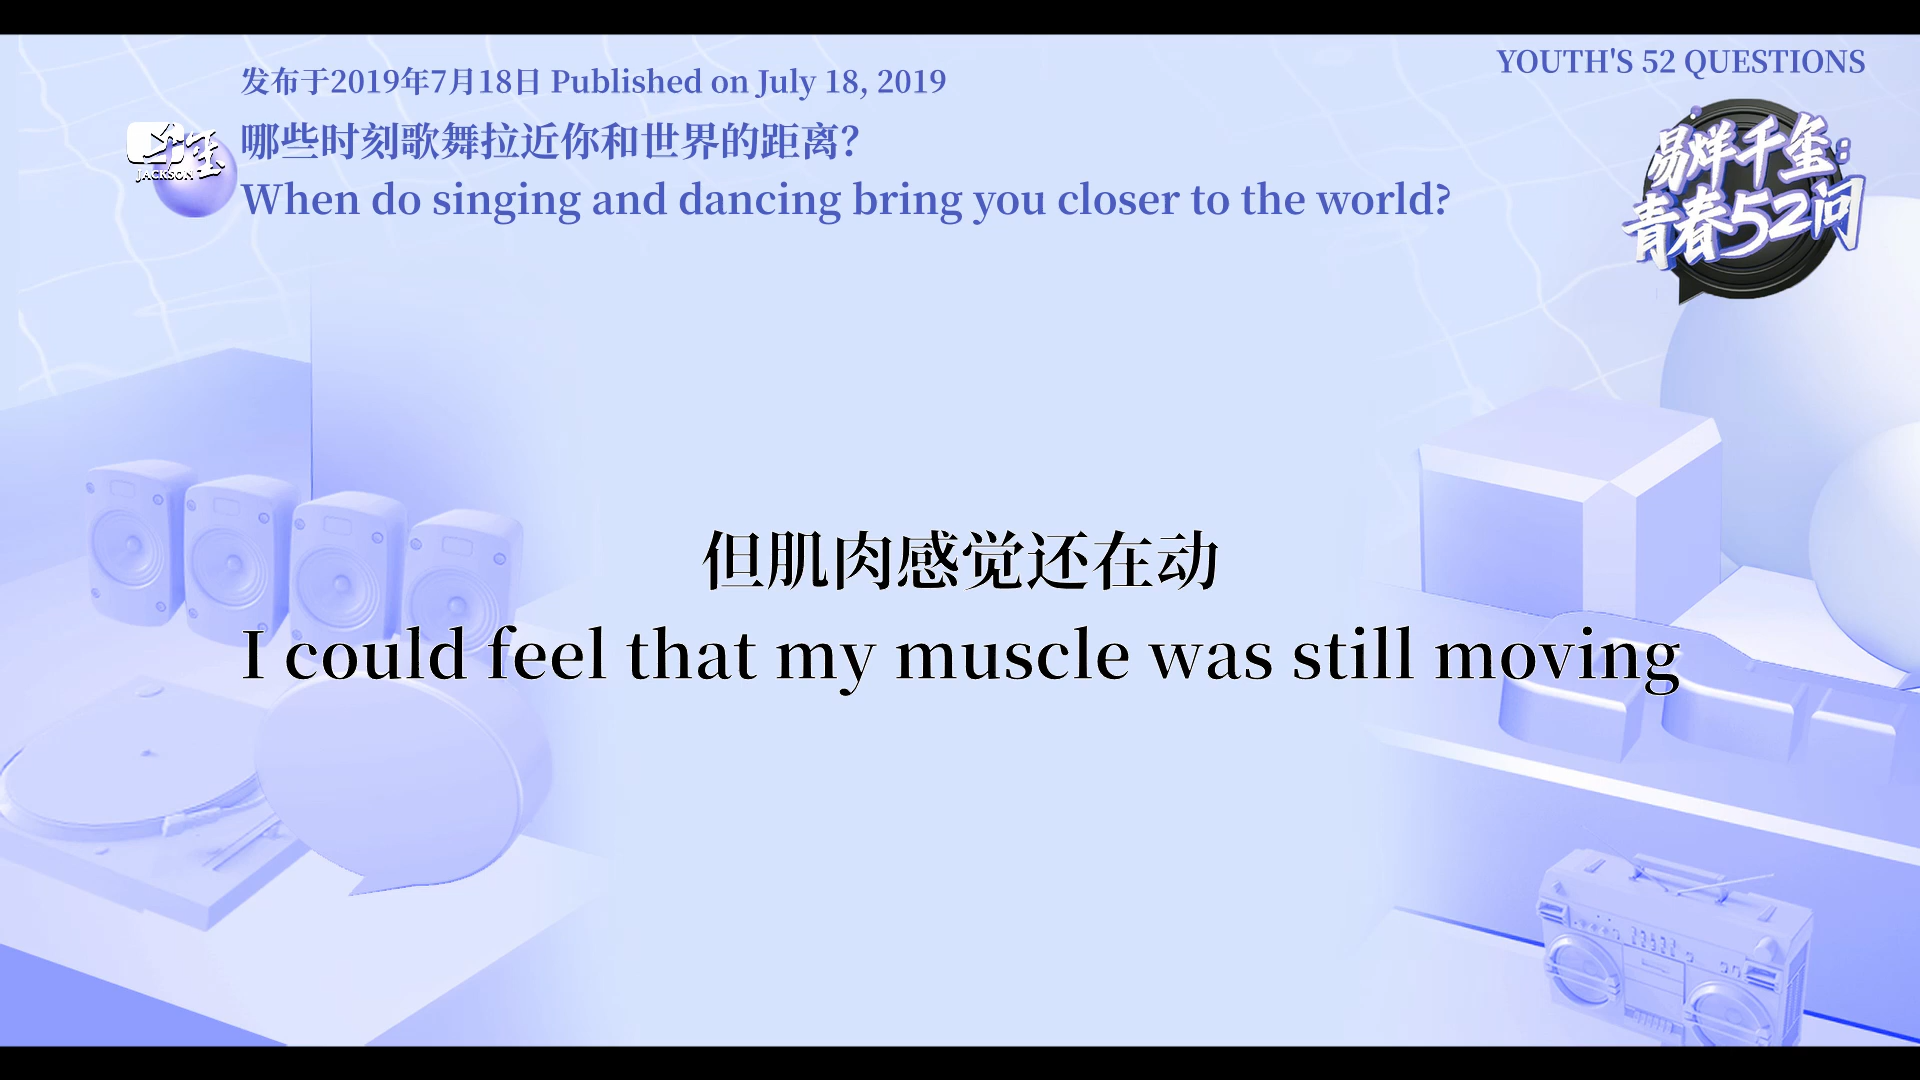 YOUTH'S 52 QUESTIONS
发布于2019年7月18日 Published on July 18, 2019
哪些时刻歌舞拉近你和世界的距离?
When do singing and dancing bring you closer to the world?
千玺
JACKSON
易烊千玺:
青春52问
但肌肉感觉还在动
I could feel that my muscle was still moving